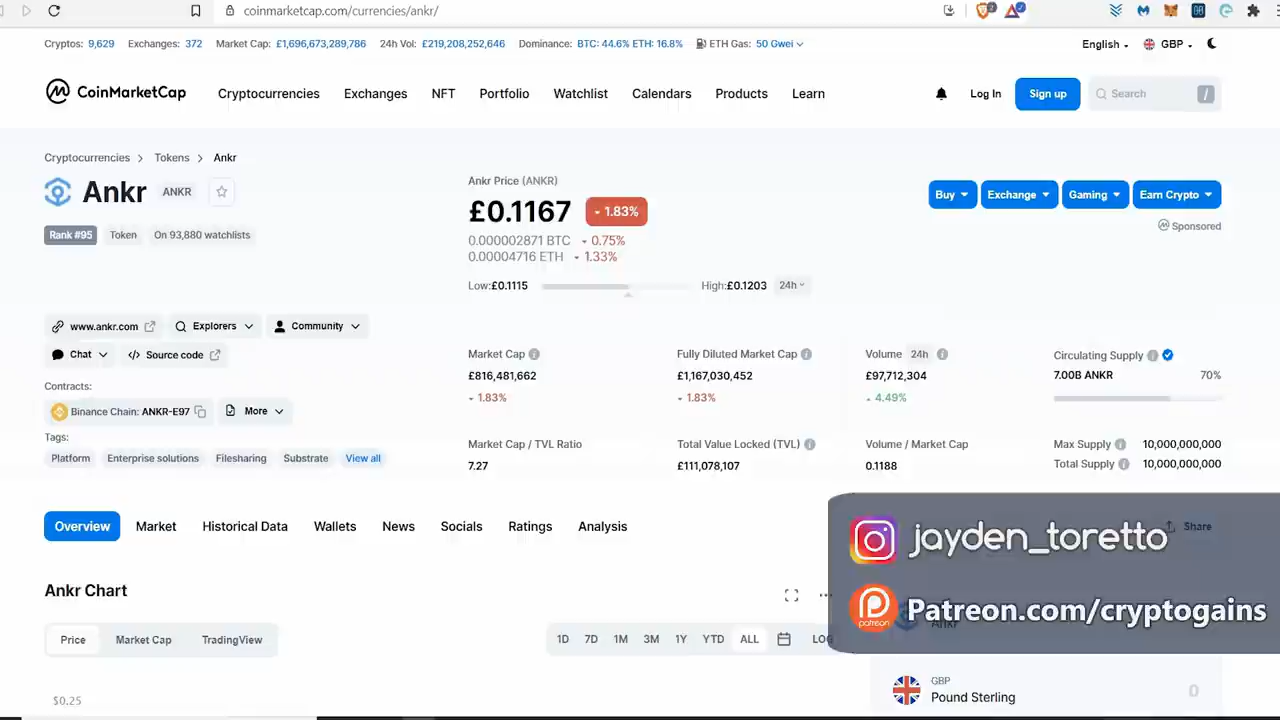 coinmarketcap.com/currencies/ankr/
Cryptos: 9,629 Exchanges: 372 Market Cap: £1,696,673,289,786 24h Vol: £219,208,252,646 Dominance: BTC: 44.6% ETH: 16.8% ETH Gas: 50 Gwei English GBP
CoinMarketCap Cryptocurrencies Exchanges NFT Portfolio Watchlist Calendars Products Learn Log In Sign up Search /
Cryptocurrencies Tokens Ankr
Ankr ANKR
Rank #95 Token On 93,880 watchlists
Ankr Price (ANKR)
£0.1167 1.83%
0.000002871 BTC 0.75%
0.00004716 ETH 1.33%
Low:£0.1115 High:£0.1203 24h
Buy Exchange Gaming Earn Crypto
Sponsored
www.ankr.com Explorers Community
Chat Source code
Contracts:
Binance Chain: ANKR-E97 More
Tags:
Platform Enterprise solutions Filesharing Substrate View all
Market Cap Fully Diluted Market Cap Volume 24h Circulating Supply
£816,481,662 £1,167,030,452 £97,712,304 7.00B ANKR 70%
1.83% 1.83% 4.49%
Market Cap / TVL Ratio Total Value Locked (TVL) Volume / Market Cap Max Supply 10,000,000,000
7.27 £111,078,107 0.1188 Total Supply 10,000,000,000
Overview Market Historical Data Wallets News Socials Ratings Analysis Share
jayden_toretto
Patreon.com/cryptogains
patreon
Ankr Chart
Ankr
Price Market Cap TradingView 1D 7D 1M 3M 1Y YTD ALL LOG
$0.25
GBP
Pound Sterling 0